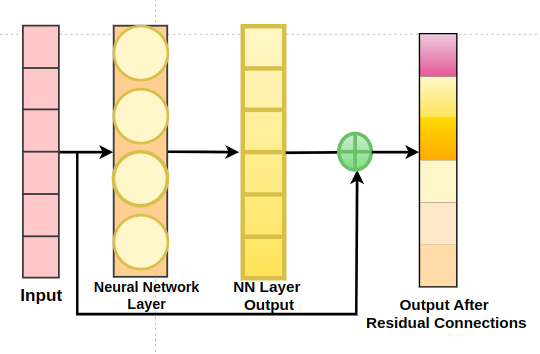 Input
Neural Network
Layer
NN Layer
Output
Output After
Residual Connections